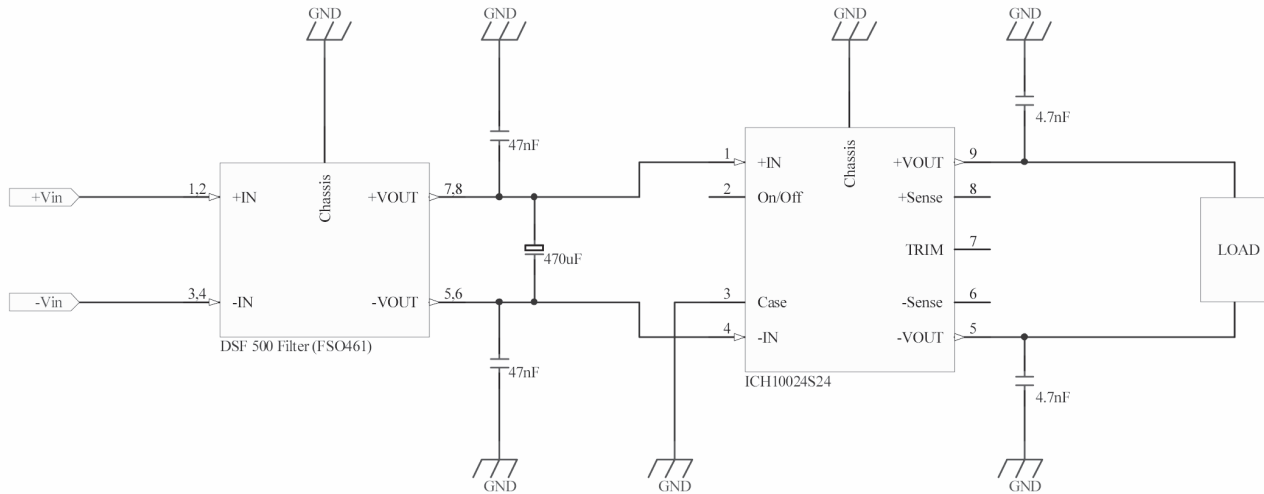 GND
GND
GND
GND
47nF
4.7nF
Chassis
Chassis
+Vin
1,2
+IN
+VOUT
7,8
1
+IN
+VOUT
9
2
On/Off
+Sense
8
470uF
TRIM
7
LOAD
-Vin
3,4
-IN
-VOUT
5,6
3
Case
-Sense
6
4
-IN
-VOUT
5
DSF 500 Filter (FSO461)
47nF
ICH10024S24
4.7nF
GND
GND
GND